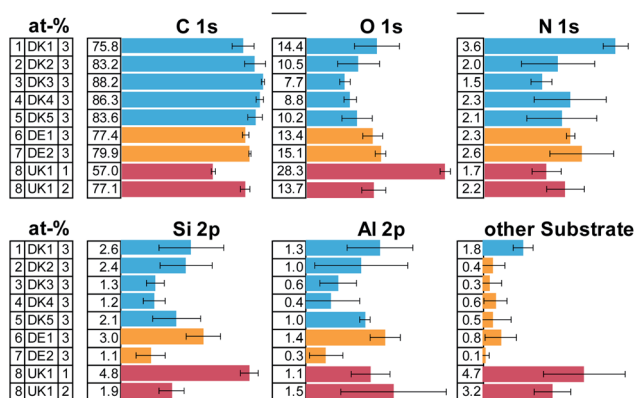 at-% C 1s O 1s N 1s
1 DK1 3 75.8 14.4 3.6
2 DK2 3 83.2 10.5 2.0
3 DK3 3 88.2 7.7 1.5
4 DK4 3 86.3 8.8 2.3
5 DK5 3 83.6 10.2 2.1
6 DE1 3 77.4 13.4 2.3
7 DE2 3 79.9 15.1 2.6
8 UK1 1 57.0 28.3 1.7
8 UK1 2 77.1 13.7 2.2
at-% Si 2p Al 2p other Substrate
1 DK1 3 2.6 1.3 1.8
2 DK2 3 2.4 1.0 0.4
3 DK3 3 1.3 0.6 0.3
4 DK4 3 1.2 0.4 0.6
5 DK5 3 2.1 1.0 0.5
6 DE1 3 3.0 1.4 0.8
7 DE2 3 1.1 0.3 0.1
8 UK1 1 4.8 1.1 4.7
8 UK1 2 1.9 1.5 3.2